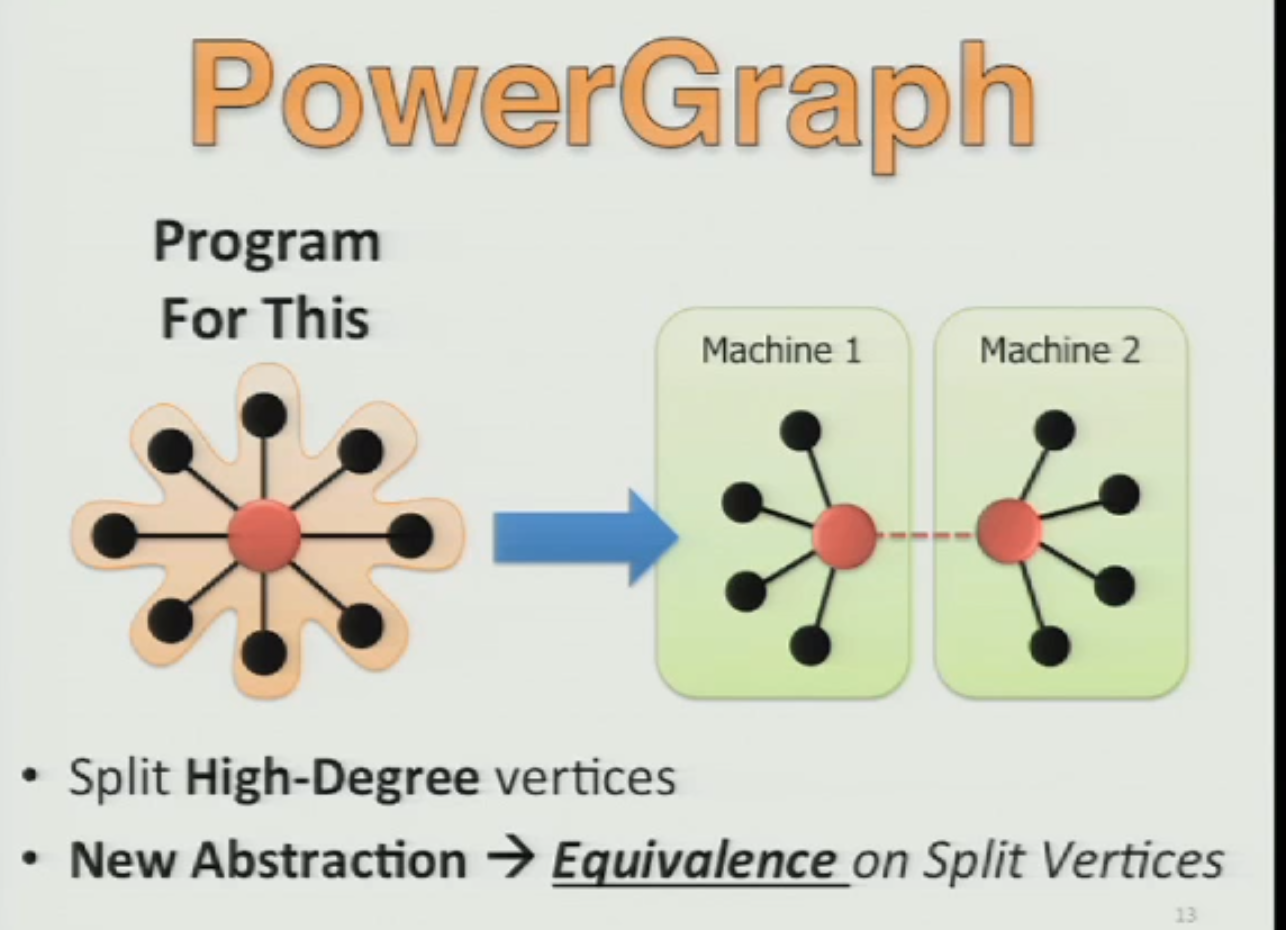 PowerGraph
Program
For This
Machine 1
Machine 2
• Split High-Degree vertices
• New Abstraction → Equivalence on Split Vertices
13